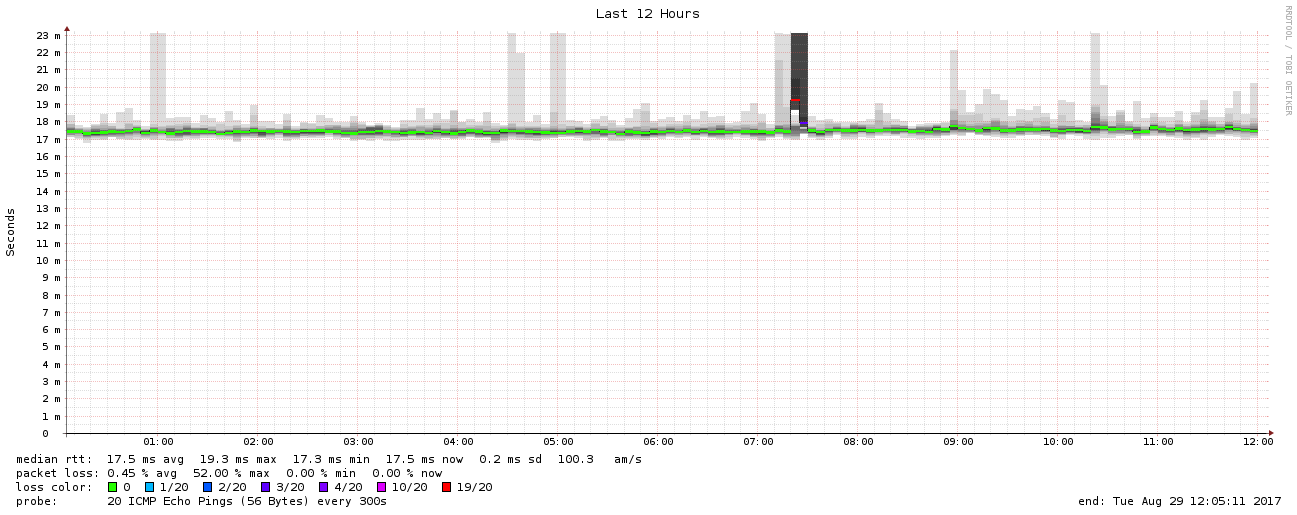 Last 12 Hours
RRDTOOL / TOBI OETIKER
Seconds
23 m
22 m
21 m
20 m
19 m
18 m
17 m
16 m
15 m
14 m
13 m
12 m
11 m
10 m
9 m
8 m
7 m
6 m
5 m
4 m
3 m
2 m
1 m
0
01:00 02:00 03:00 04:00 05:00 06:00 07:00 08:00 09:00 10:00 11:00 12:00
median rtt: 17.5 ms avg 19.3 ms max 17.3 ms min 17.5 ms now 0.2 ms sd 100.3 am/s
packet loss: 0.45 % avg 52.00 % max 0.00 % min 0.00 % now
loss color: 0 1/20 2/20 3/20 4/20 10/20 19/20
probe: 20 ICMP Echo Pings (56 Bytes) every 300s end: Tue Aug 29 12:05:11 2017